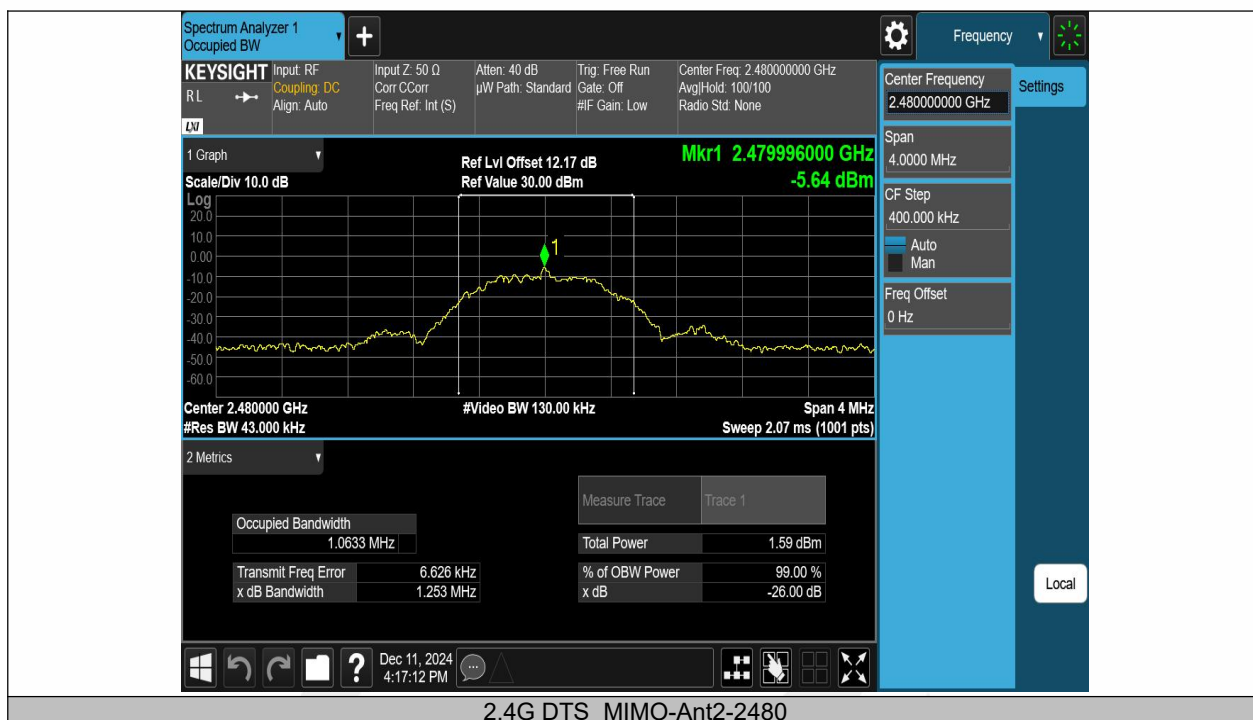 Spectrum Analyzer 1
Occupied BW
+
Frequency
KEYSIGHT
R L
LXI
Input: RF
Coupling: DC
Align: Auto
Input Z: 50 Ω
Corr CCorr
Freq Ref: Int (S)
Atten: 40 dB
µW Path: Standard
Trig: Free Run
Gate: Off
#IF Gain: Low
Center Freq: 2.480000000 GHz
Avg|Hold: 100/100
Radio Std: None
1 Graph
Scale/Div 10.0 dB
Ref Lvl Offset 12.17 dB
Ref Value 30.00 dBm
Mkr1 2.479996000 GHz
-5.64 dBm
Log
20.0
10.0
0.00
-10.0
-20.0
-30.0
-40.0
-50.0
-60.0
1
Center 2.480000 GHz
#Video BW 130.00 kHz
Span 4 MHz
#Res BW 43.000 kHz
Sweep 2.07 ms (1001 pts)
2 Metrics
Measure Trace Trace 1
Occupied Bandwidth
1.0633 MHz
Total Power 1.59 dBm
Transmit Freq Error 6.626 kHz
% of OBW Power 99.00 %
x dB Bandwidth 1.253 MHz
x dB -26.00 dB
Center Frequency
2.480000000 GHz
Settings
Span
4.0000 MHz
CF Step
400.000 kHz
Auto
Man
Freq Offset
0 Hz
Local
?
Dec 11, 2024
4:17:12 PM
2.4G DTS_MIMO-Ant2-2480